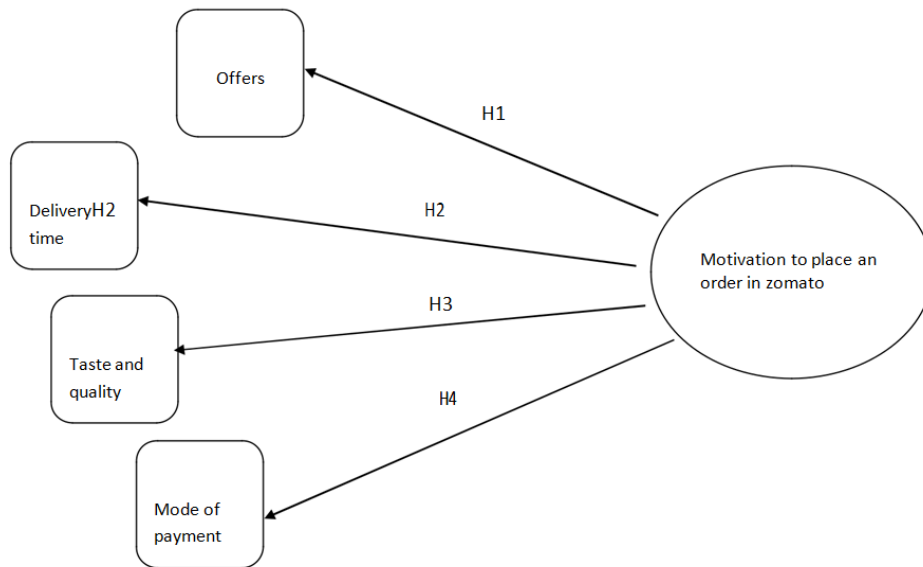 Offers
H1
DeliveryH2
time
H2
Motivation to place an
order in zomato
H3
Taste and
quality
H4
Mode of
payment